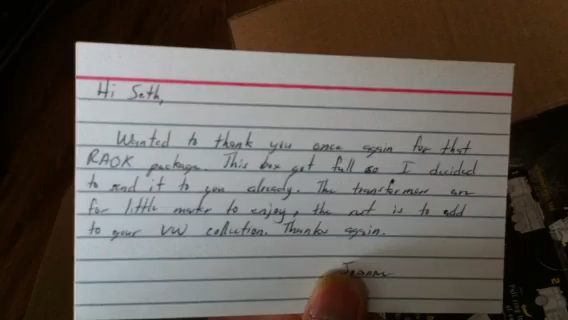 Hi Seth,
Wanted to thank you once again for that
RAOK package. This box got full so I decided
to send it to you already. The transformers are
for little to enjoy, the rest is to add
to your VW collection. Thanks again.